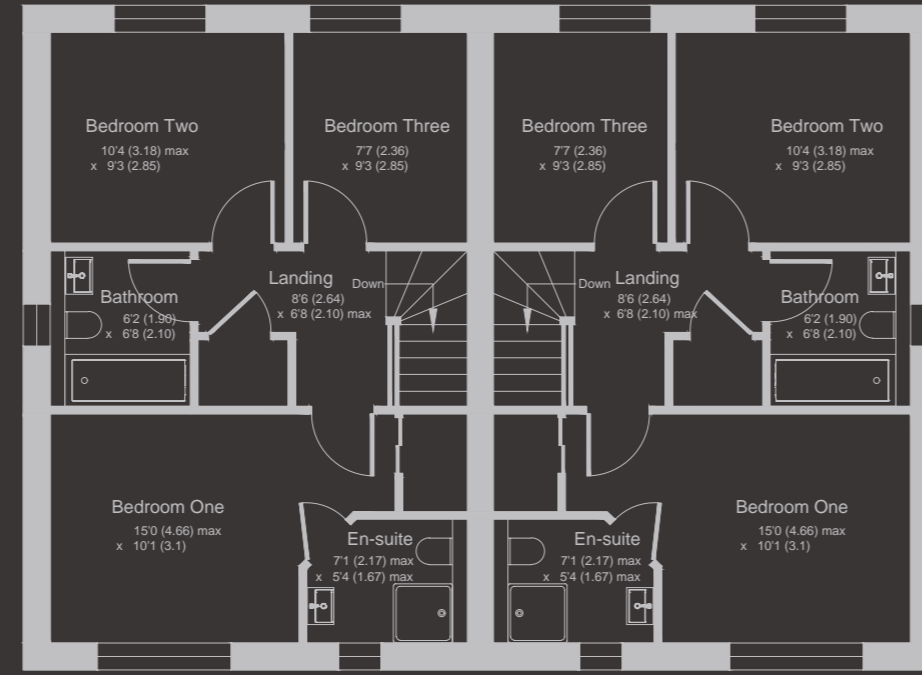 Bedroom Two
10'4 (3.18) max
x 9'3 (2.85)
Bedroom Three
7'7 (2.36)
x 9'3 (2.85)
Bedroom Three
7'7 (2.36)
x 9'3 (2.85)
Bedroom Two
10'4 (3.18) max
x 9'3 (2.85)
Bathroom
6'2 (1.90)
x 6'8 (2.10)
Landing
8'6 (2.64)
x 6'8 (2.10) max
Down
Down
Landing
8'6 (2.64)
x 6'8 (2.10) max
Bathroom
6'2 (1.90)
x 6'8 (2.10)
Bedroom One
15'0 (4.66) max
x 10'1 (3.1)
En-suite
7'1 (2.17) max
x 5'4 (1.67) max
En-suite
7'1 (2.17) max
x 5'4 (1.67) max
Bedroom One
15'0 (4.66) max
x 10'1 (3.1)